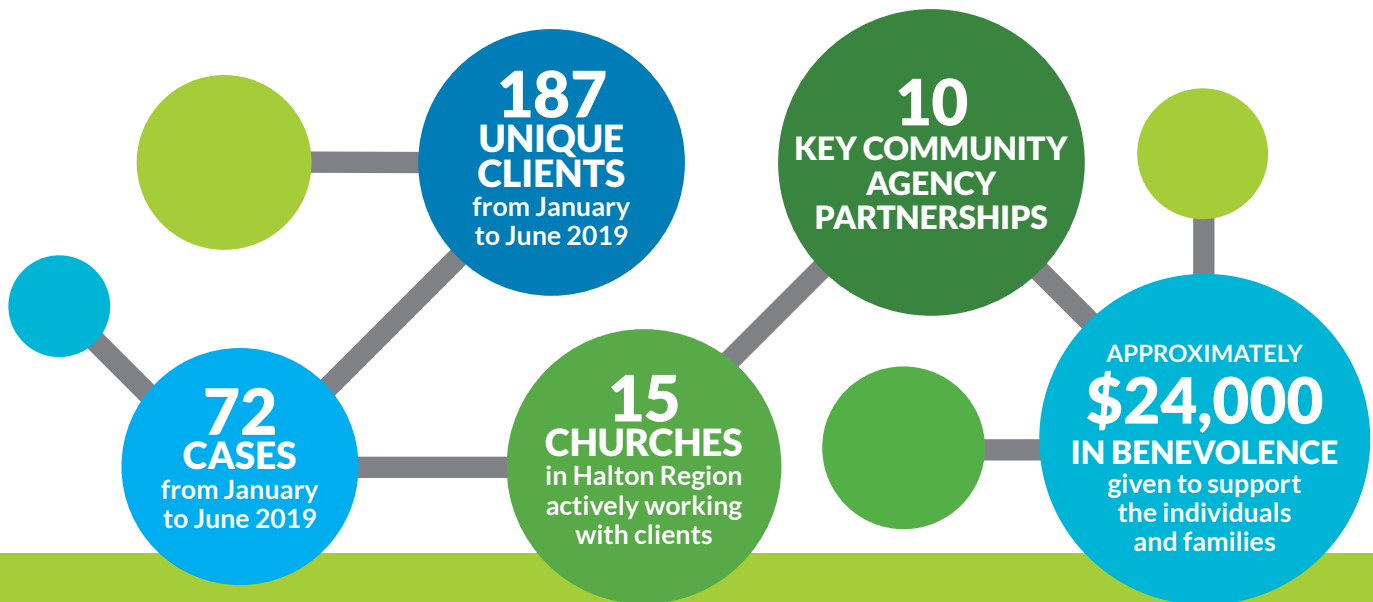 187
UNIQUE
CLIENTS
from January
to June 2019
10
KEY COMMUNITY
AGENCY
PARTNERSHIPS
72
CASES
from January
to June 2019
15
CHURCHES
in Halton Region
actively working
with clients
APPROXIMATELY
$24,000
IN BENEVOLENCE
given to support
the individuals
and families